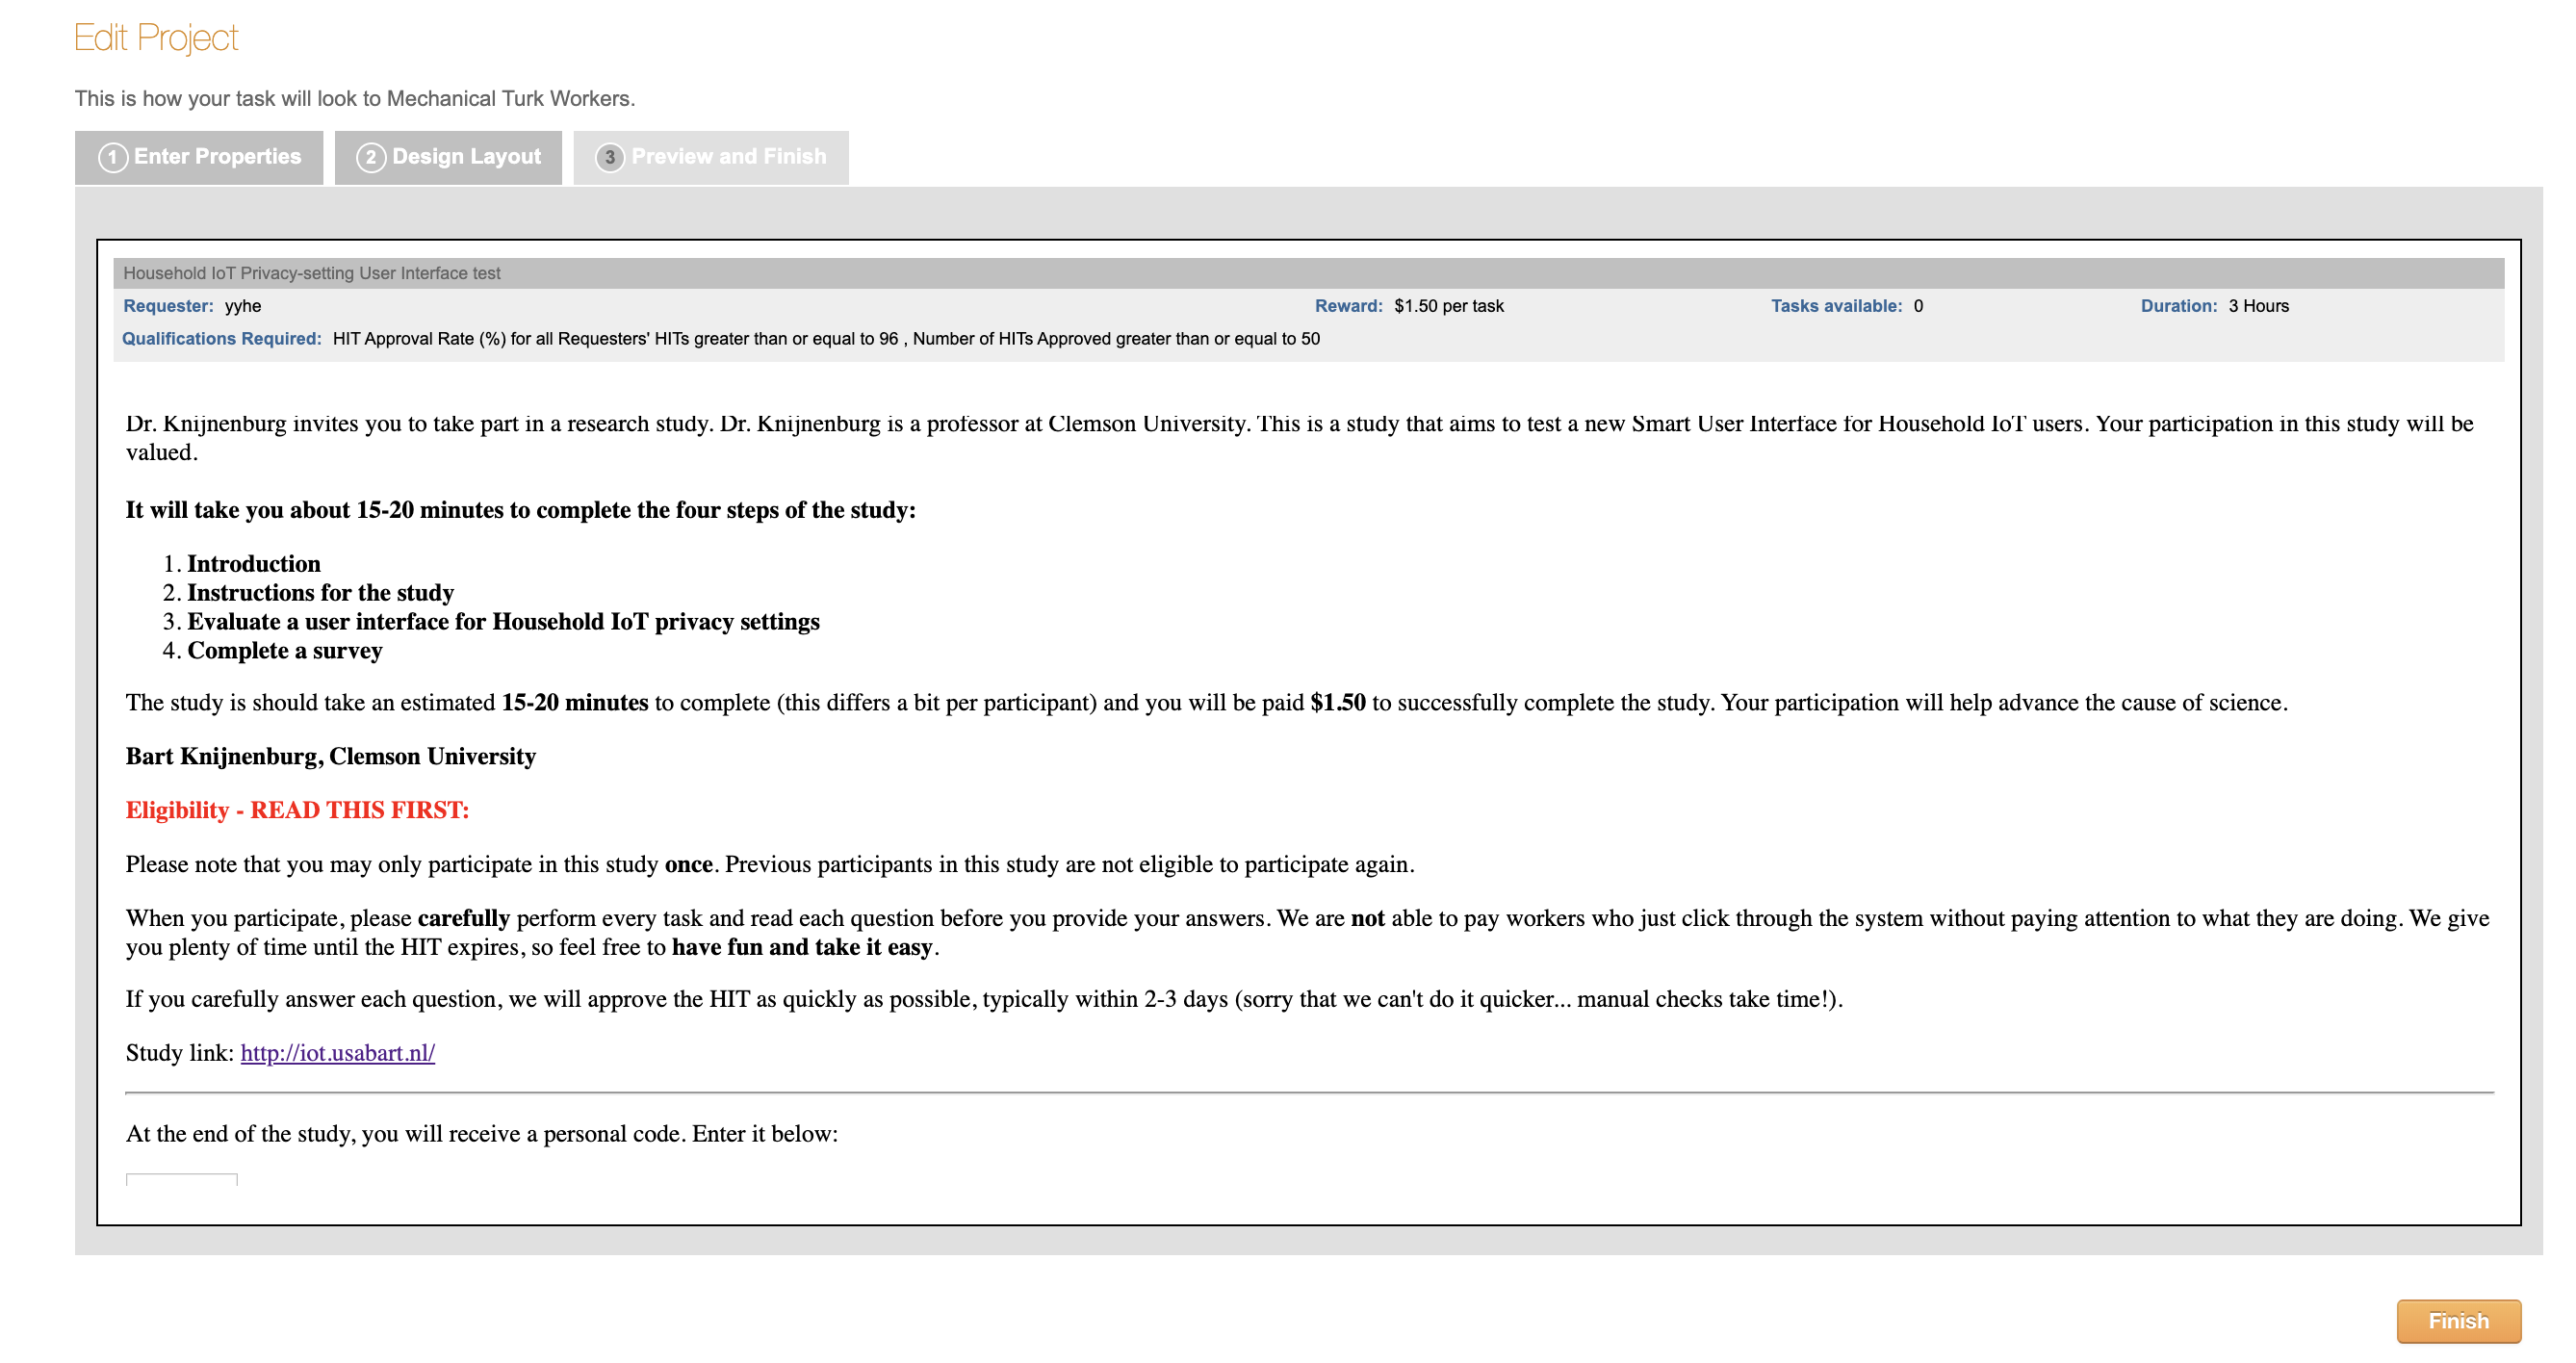 Edit Project
This is how your task will look to Mechanical Turk Workers.
1 Enter Properties 2 Design Layout 3 Preview and Finish
Household IoT Privacy-setting User Interface test
Requester: yyhe Reward: $1.50 per task Tasks available: 0 Duration: 3 Hours
Qualifications Required: HIT Approval Rate (%) for all Requesters' HITs greater than or equal to 96 , Number of HITs Approved greater than or equal to 50
Dr. Knijnenburg invites you to take part in a research study. Dr. Knijnenburg is a professor at Clemson University. This is a study that aims to test a new Smart User Interface for Household IoT users. Your participation in this study will be
valued.
It will take you about 15-20 minutes to complete the four steps of the study:
1. Introduction
2. Instructions for the study
3. Evaluate a user interface for Household IoT privacy settings
4. Complete a survey
The study is should take an estimated 15-20 minutes to complete (this differs a bit per participant) and you will be paid $1.50 to successfully complete the study. Your participation will help advance the cause of science.
Bart Knijnenburg, Clemson University
Eligibility - READ THIS FIRST:
Please note that you may only participate in this study once. Previous participants in this study are not eligible to participate again.
When you participate, please carefully perform every task and read each question before you provide your answers. We are not able to pay workers who just click through the system without paying attention to what they are doing. We give
you plenty of time until the HIT expires, so feel free to have fun and take it easy.
If you carefully answer each question, we will approve the HIT as quickly as possible, typically within 2-3 days (sorry that we can't do it quicker... manual checks take time!).
Study link: http://iot.usabart.nl/
At the end of the study, you will receive a personal code. Enter it below:
Finish